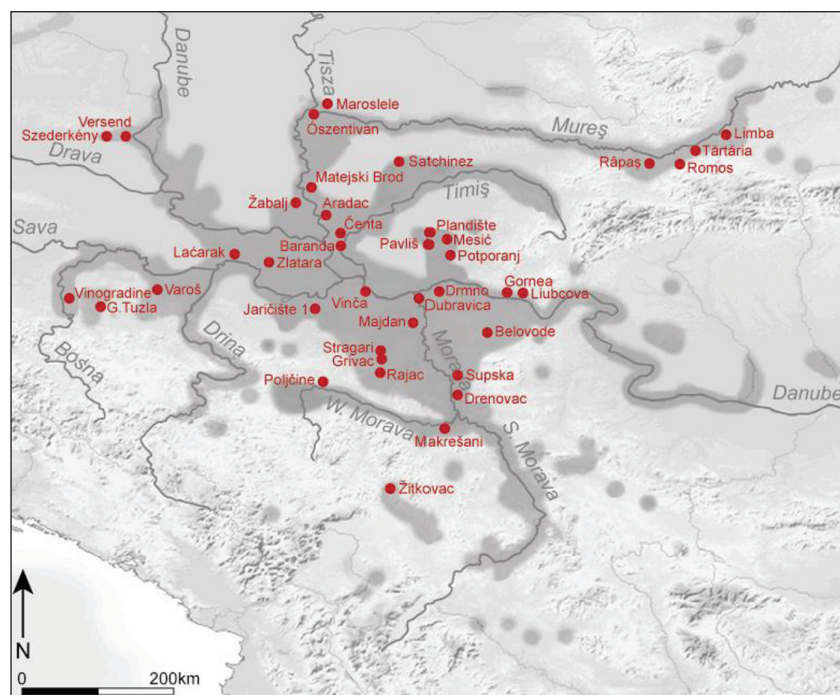 Danube
Tisza
Maroslele
Ószentivan
Mureş
Versend
Szederkény
Drava
Limba
Tărtăria
Râpaş
Romos
Satchinez
Timiş
Matejski Brod
Žabalj
Aradac
Čenta
Baranda
Plandište
Pavliš
Mesić
Potporanj
Sava
Laćarak
Zlatara
Vinogradine
Varoš
G.Tuzla
Jaričište 1
Vinča
Drmno
Dubravica
Gornea
Liubcova
Majdan
Belovode
Drina
Bosna
Stragari
Grivac
Rajac
Morava
Poljčine
Supska
Drenovac
Danube
W. Morava
Makrešani
S. Morava
Žitkovac
N
0 200km